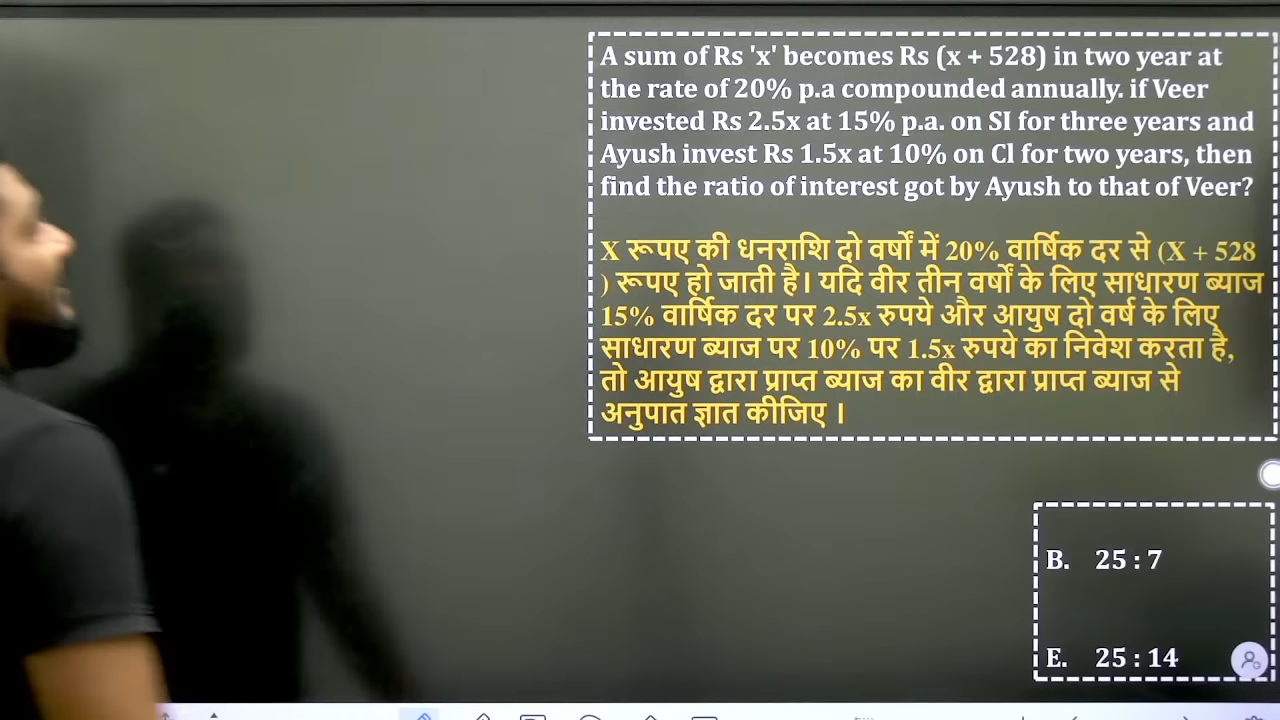 A sum of Rs 'x' becomes Rs (x + 528) in two year at
the rate of 20% p.a compounded annually. if Veer
invested Rs 2.5x at 15% p.a. on SI for three years and
Ayush invest Rs 1.5x at 10% on Cl for two years, then
find the ratio of interest got by Ayush to that of Veer?
X रूपए की धनराशि दो वर्षों में 20% वार्षिक दर से (X + 528
) रूपए हो जाती है। यदि वीर तीन वर्षों के लिए साधारण ब्याज
15% वार्षिक दर पर 2.5x रुपये और आयुष दो वर्ष के लिए
साधारण ब्याज पर 10% पर 1.5x रुपये का निवेश करता है,
तो आयुष द्वारा प्राप्त ब्याज का वीर द्वारा प्राप्त ब्याज से
अनुपात ज्ञात कीजिए ।
B. 25 : 7
E. 25 : 14